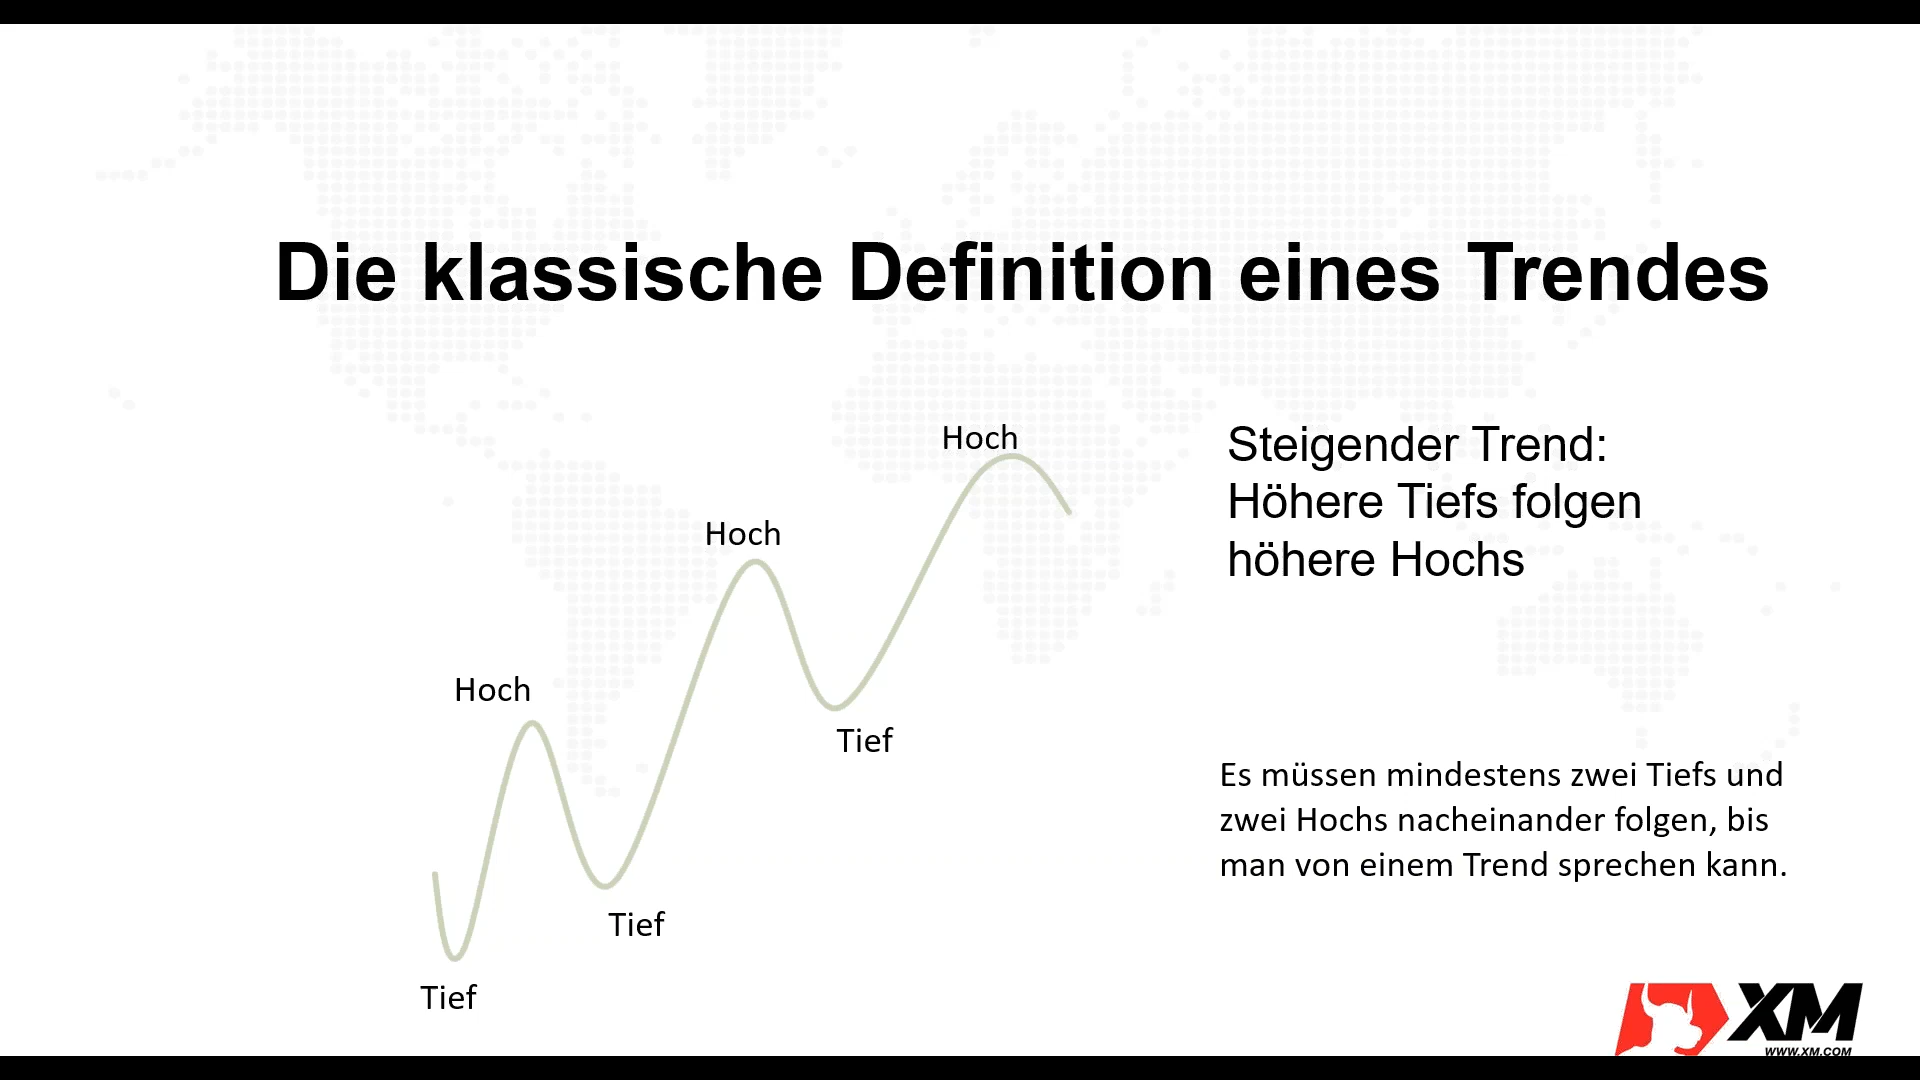 Die klassische Definition eines Trendes
Hoch
Steigender Trend:
Höhere Tiefs folgen
höhere Hochs
Hoch
Hoch
Tief
Es müssen mindestens zwei Tiefs und
zwei Hochs nacheinander folgen, bis
man von einem Trend sprechen kann.
Tief
Tief
XM
WWW.XM.COM